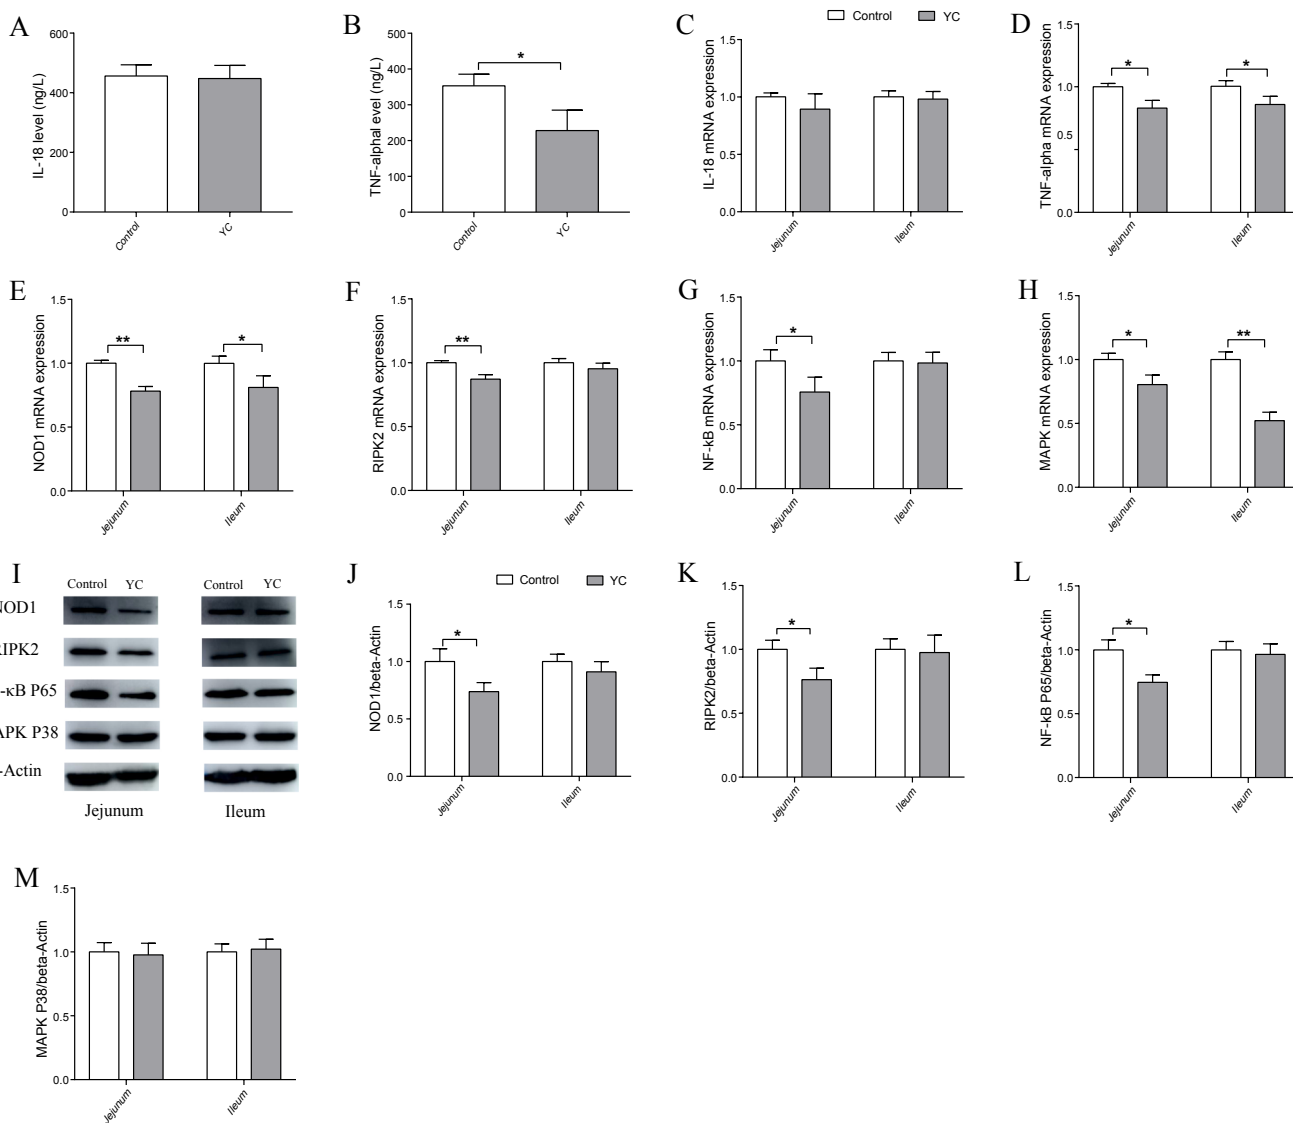 A
IL-18 level (ng/L)
600
400
200
0
Control
YC
B
TNF-alphal evel (ng/L)
500
400
300
200
100
0
*
Control
YC
Control
YC
C
IL-18 mRNA expression
1.5
1.0
0.5
0.0
Jejunum
Ileum
D
TNF-alpha mRNA expression
1.5
1.0
0.5
0.0
*
*
Jejunum
Ileum
E
NOD1 mRNA expression
1.5
1.0
0.5
0.0
**
*
Jejunum
Ileum
F
RIPK2 mRNA expression
1.5
1.0
0.5
0.0
**
Jejunum
Ileum
G
NF-kB mRNA expression
1.5
1.0
0.5
0.0
*
Jejunum
Ileum
H
MAPK mRNA expression
1.5
1.0
0.5
0.0
*
**
Jejunum
Ileum
I
Control YC
Control YC
NOD1
RIPK2
-κB P65
APK P38
-Actin
Jejunum
Ileum
J
Control
YC
NOD1/beta-Actin
1.5
1.0
0.5
0.0
*
Jejunum
Ileum
K
RIPK2/beta-Actin
1.5
1.0
0.5
0.0
*
Jejunum
Ileum
L
NF-kB P65/beta-Actin
1.5
1.0
0.5
0.0
*
Jejunum
Ileum
M
MAPK P38/beta-Actin
1.5
1.0
0.5
0.0
Jejunum
Ileum